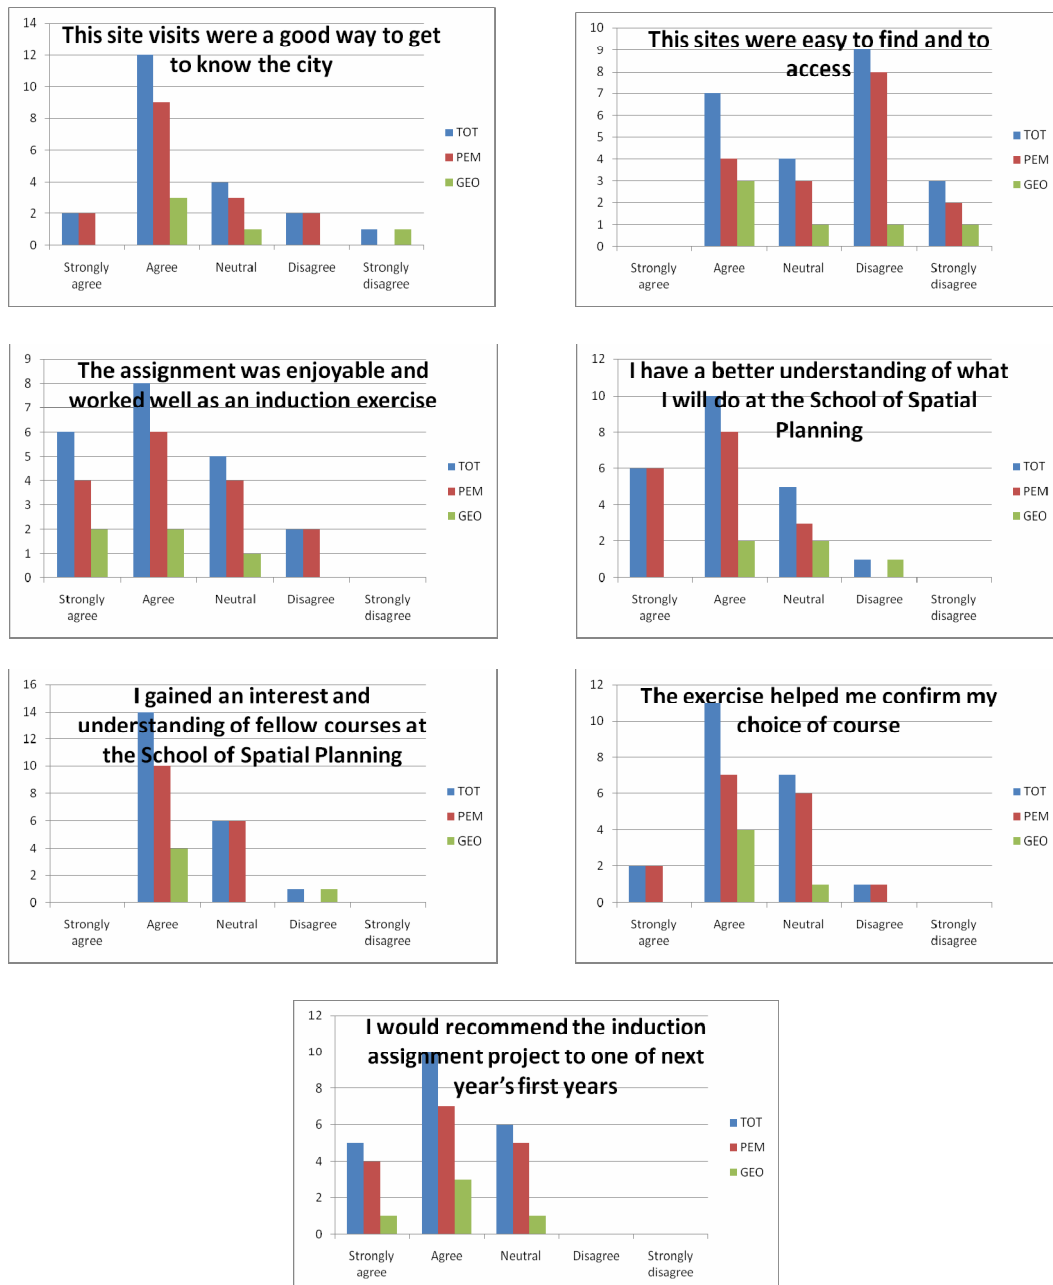 This site visits were a good way to get
to know the city
14
12
10
8
6
4
2
0
Strongly agree
Agree
Neutral
Disagree
Strongly disagree
TOT
PEM
GEO
This sites were easy to find and to
access
10
9
8
7
6
5
4
3
2
1
0
Strongly agree
Agree
Neutral
Disagree
Strongly disagree
TOT
PEM
GEO
The assignment was enjoyable and
worked well as an induction exercise
9
8
7
6
5
4
3
2
1
0
Strongly agree
Agree
Neutral
Disagree
Strongly disagree
TOT
PEM
GEO
I have a better understanding of what
I will do at the School of Spatial
Planning
12
10
8
6
4
2
0
Strongly agree
Agree
Neutral
Disagree
Strongly disagree
TOT
PEM
GEO
I gained an interest and
understanding of fellow courses at
the School of Spatial Planning
16
14
12
10
8
6
4
2
0
Strongly agree
Agree
Neutral
Disagree
Strongly disagree
TOT
PEM
GEO
The exercise helped me confirm my
choice of course
12
10
8
6
4
2
0
Strongly agree
Agree
Neutral
Disagree
Strongly disagree
TOT
PEM
GEO
I would recommend the induction
assignment project to one of next
year's first years
12
10
8
6
4
2
0
Strongly agree
Agree
Neutral
Disagree
Strongly disagree
TOT
PEM
GEO